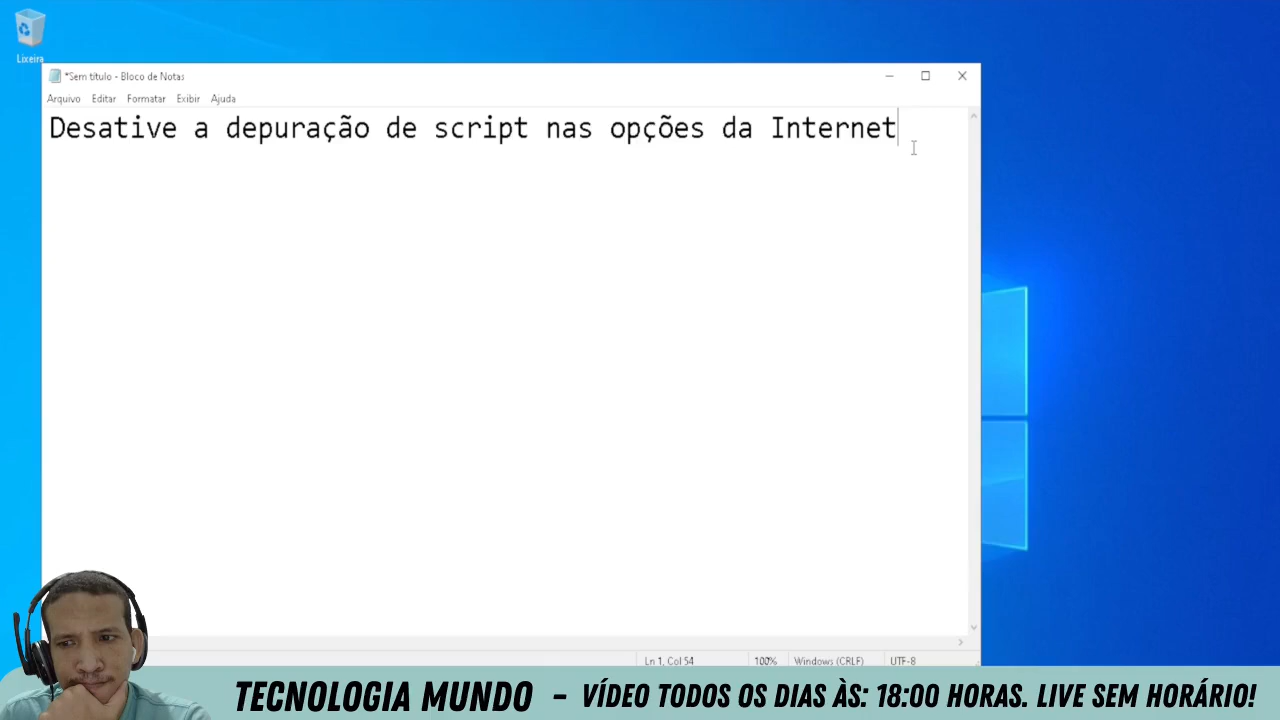 Lixeira
*Sem título - Bloco de Notas
Arquivo Editar Formatar Exibir Ajuda
Desative a depuração de script nas opções da Internet
Ln 1, Col 54 100% Windows (CRLF) UTF-8
TECNOLOGIA MUNDO - VÍDEO TODOS OS DIAS ÀS: 18:00 HORAS. LIVE SEM HORÁRIO!